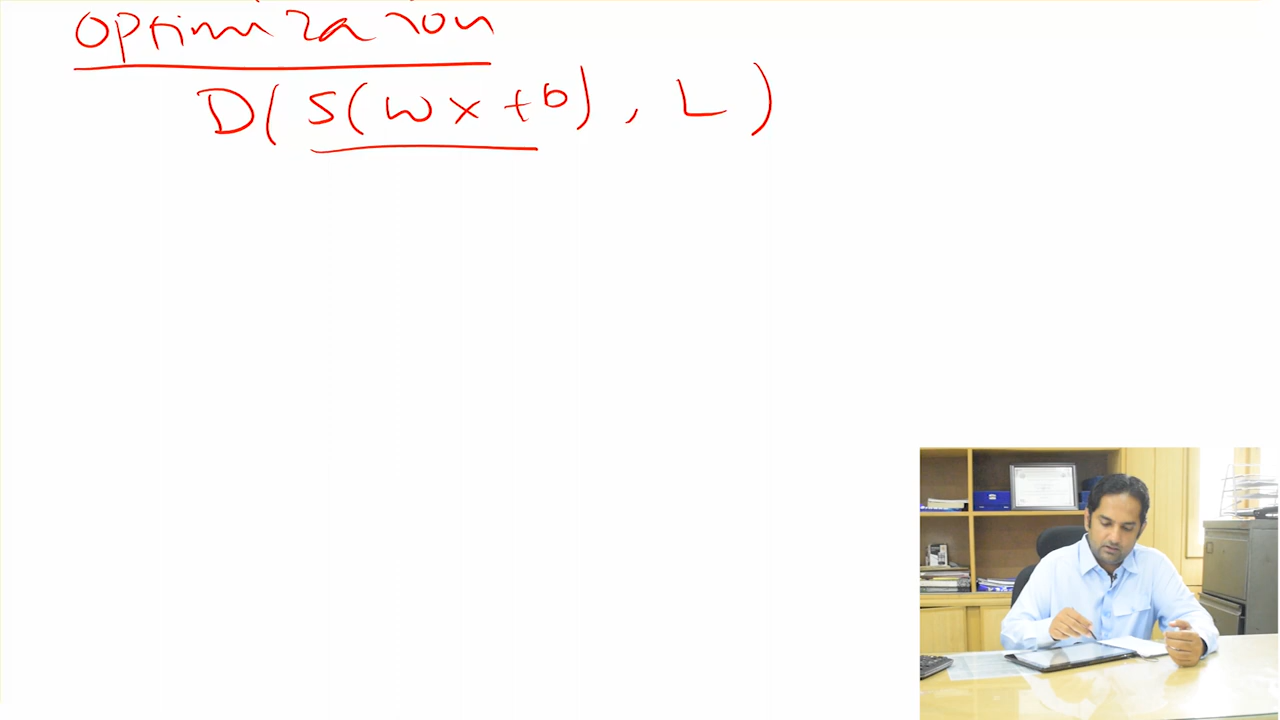 Optimization
D( S(wx+b) , L )